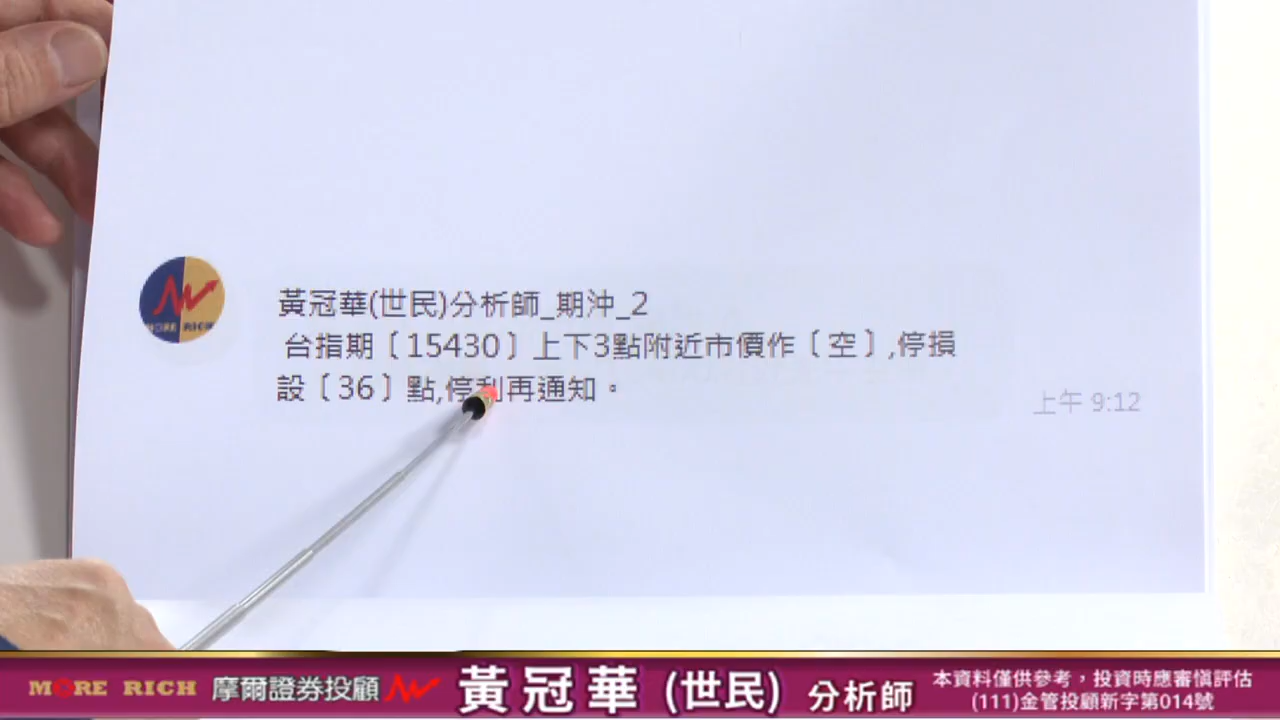 黃冠華(世民)分析師_期沖_2
台指期〔15430〕上下3點附近市價作〔空〕,停損
設〔36〕點,停利再通知。
上午 9:12
MORE RICH
MORE RICH 摩爾證券投顧
黃冠華 (世民) 分析師
本資料僅供參考，投資時應審慎評估
(111)金管投顧新字第014號